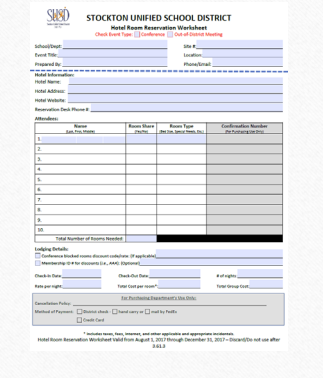 SUSD
STOCKTON UNIFIED SCHOOL DISTRICT
Hotel Room Reservation Worksheet
Check Event Type: Conference Out-of-District Meeting
School/Dept: Site #
Event Title: Location:
Prepared By: Phone/Email:
Hotel Information:
Hotel Name:
Hotel Address:
Hotel Website:
Reservation Desk Phone #
Attendees:
Name Room Share Room Type Confirmation Number
(Last, First, Middle) (Yes/No) (Bed Size, Special Needs, Etc.) (For Purchasing Use Only)
1.
2.
3.
4.
5.
6.
7.
8.
9.
10.
Total Number of Rooms Needed:
Lodging Details:
Conference blocked rooms discount code/rate: (if applicable)
Membership ID # for discounts (i.e., AAA): (Optional)
Check-In Date: Check-Out Date: # of nights:
Rate per night: Total Cost per room*: Total Group Cost:
For Purchasing Department's Use Only:
Cancellation Policy:
Method of Payment: District check - hand carry or mail by FedEx
Credit Card
* Includes taxes, fees, internet, and other applicable and appropriate incidentals.
Hotel Room Reservation Worksheet Valid from August 1, 2017 through December 31, 2017 – Discard/Do not use after
3.61.3